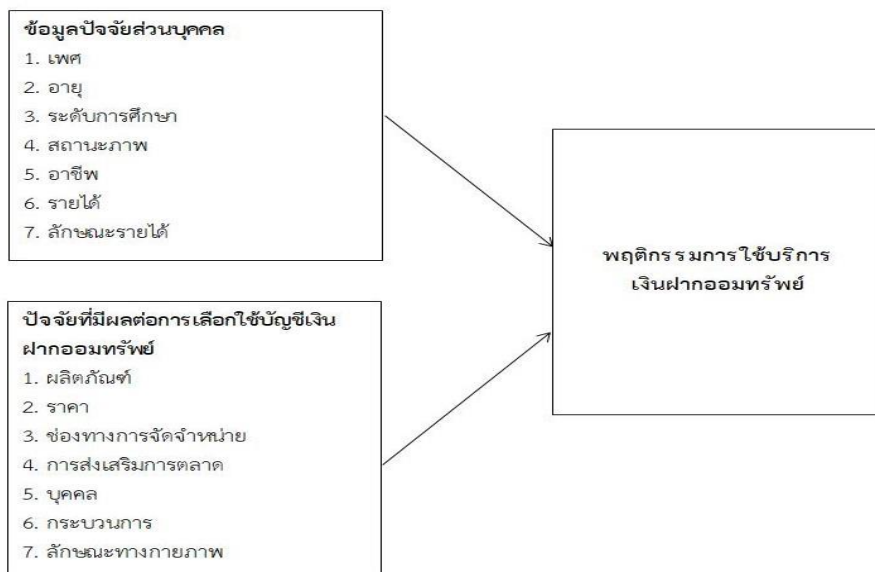 ข้อมูลปัจจัยส่วนบุคคล
1. เพศ
2. อายุ
3. ระดับการศึกษา
4. สถานะภาพ
5. อาชีพ
6. รายได้
7. ลักษณะรายได้
พฤติกรรมการใช้บริการ
เงินฝากออมทรัพย์
ปัจจัยที่มีผลต่อการเลือกใช้บัญชีเงิน
ฝากออมทรัพย์
1. ผลิตภัณฑ์
2. ราคา
3. ช่องทางการจัดจำหน่าย
4. การส่งเสริมการตลาด
5. บุคคล
6. กระบวนการ
7. ลักษณะทางกายภาพ